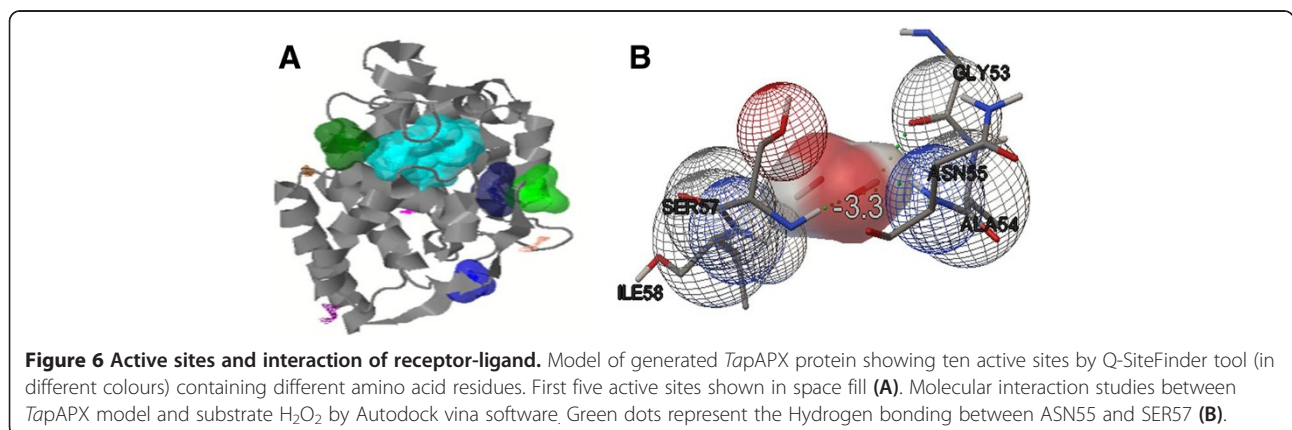 A
B
GLY53
ASN55
SER57
-3.3
ALA54
ILE58
Figure 6 Active sites and interaction of receptor-ligand. Model of generated TapAPX protein showing ten active sites by Q-SiteFinder tool (in
different colours) containing different amino acid residues. First five active sites shown in space fill (A). Molecular interaction studies between
TapAPX model and substrate H₂O₂ by Autodock vina software. Green dots represent the Hydrogen bonding between ASN55 and SER57 (B).